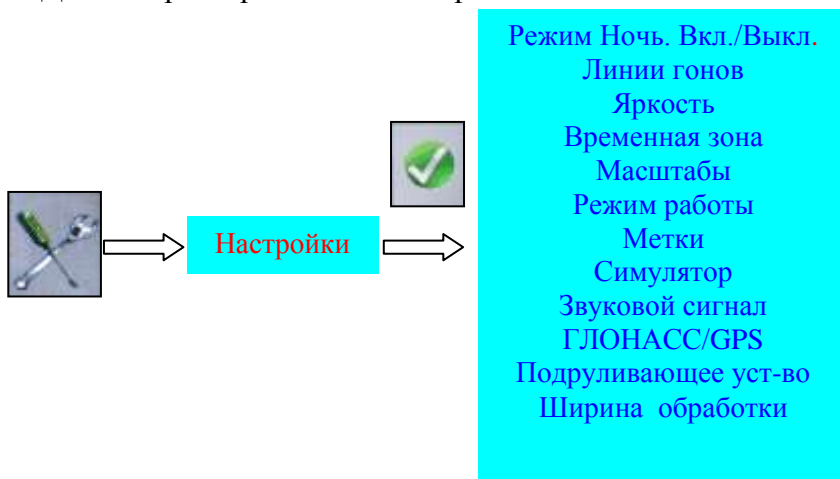 Настройки
Режим Ночь. Вкл./Выкл.
Линии гонов
Яркость
Временная зона
Масштабы
Режим работы
Метки
Симулятор
Звуковой сигнал
ГЛОНАСС/GPS
Подруливающее уст-во
Ширина обработки